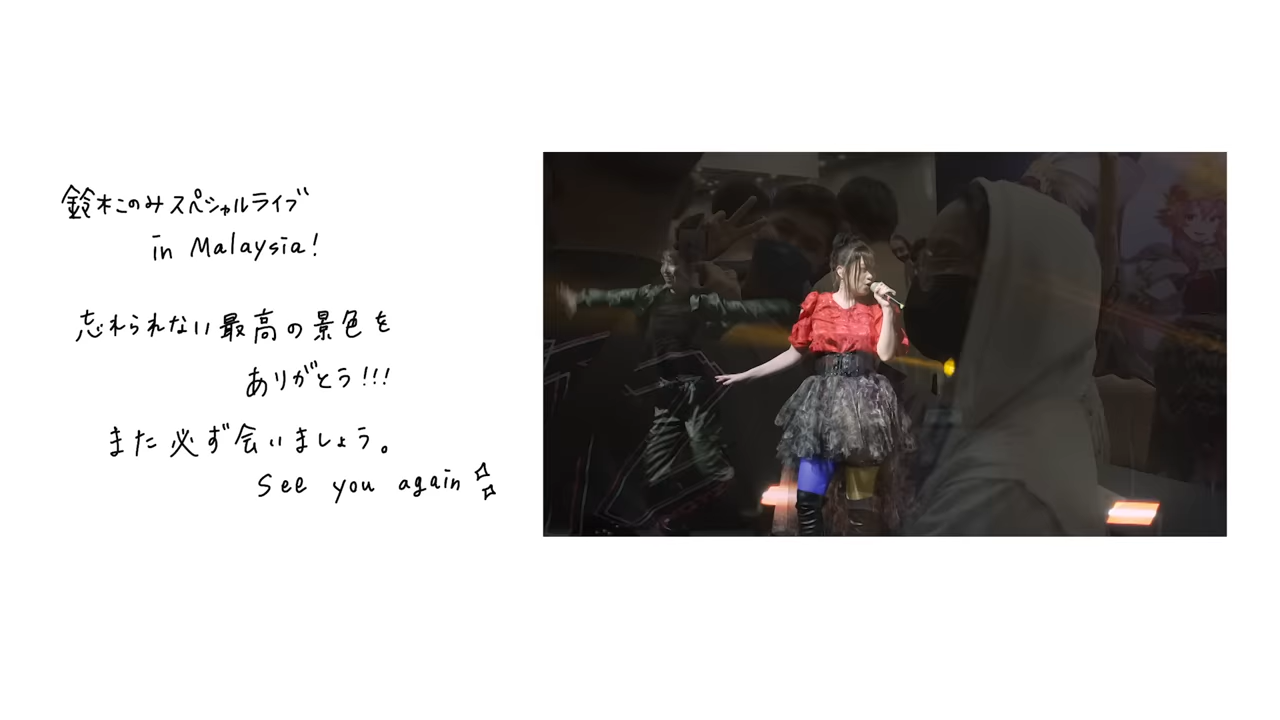 鈴木このみスペシャルライブ
in Malaysia!
忘れられない最高の景色を
ありがとう!!!
また必ず会いましょう。
See you again